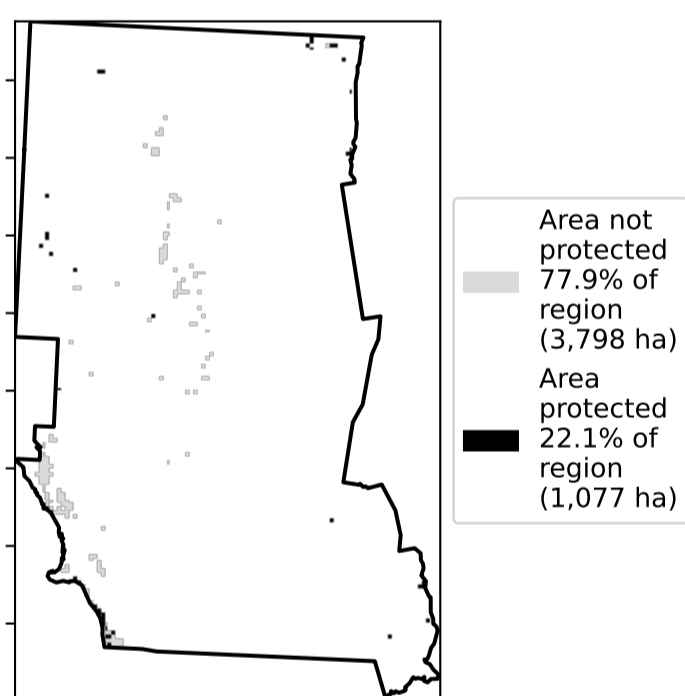 Area not
protected
77.9% of
region
(3,798 ha)
Area
protected
22.1% of
region
(1,077 ha)